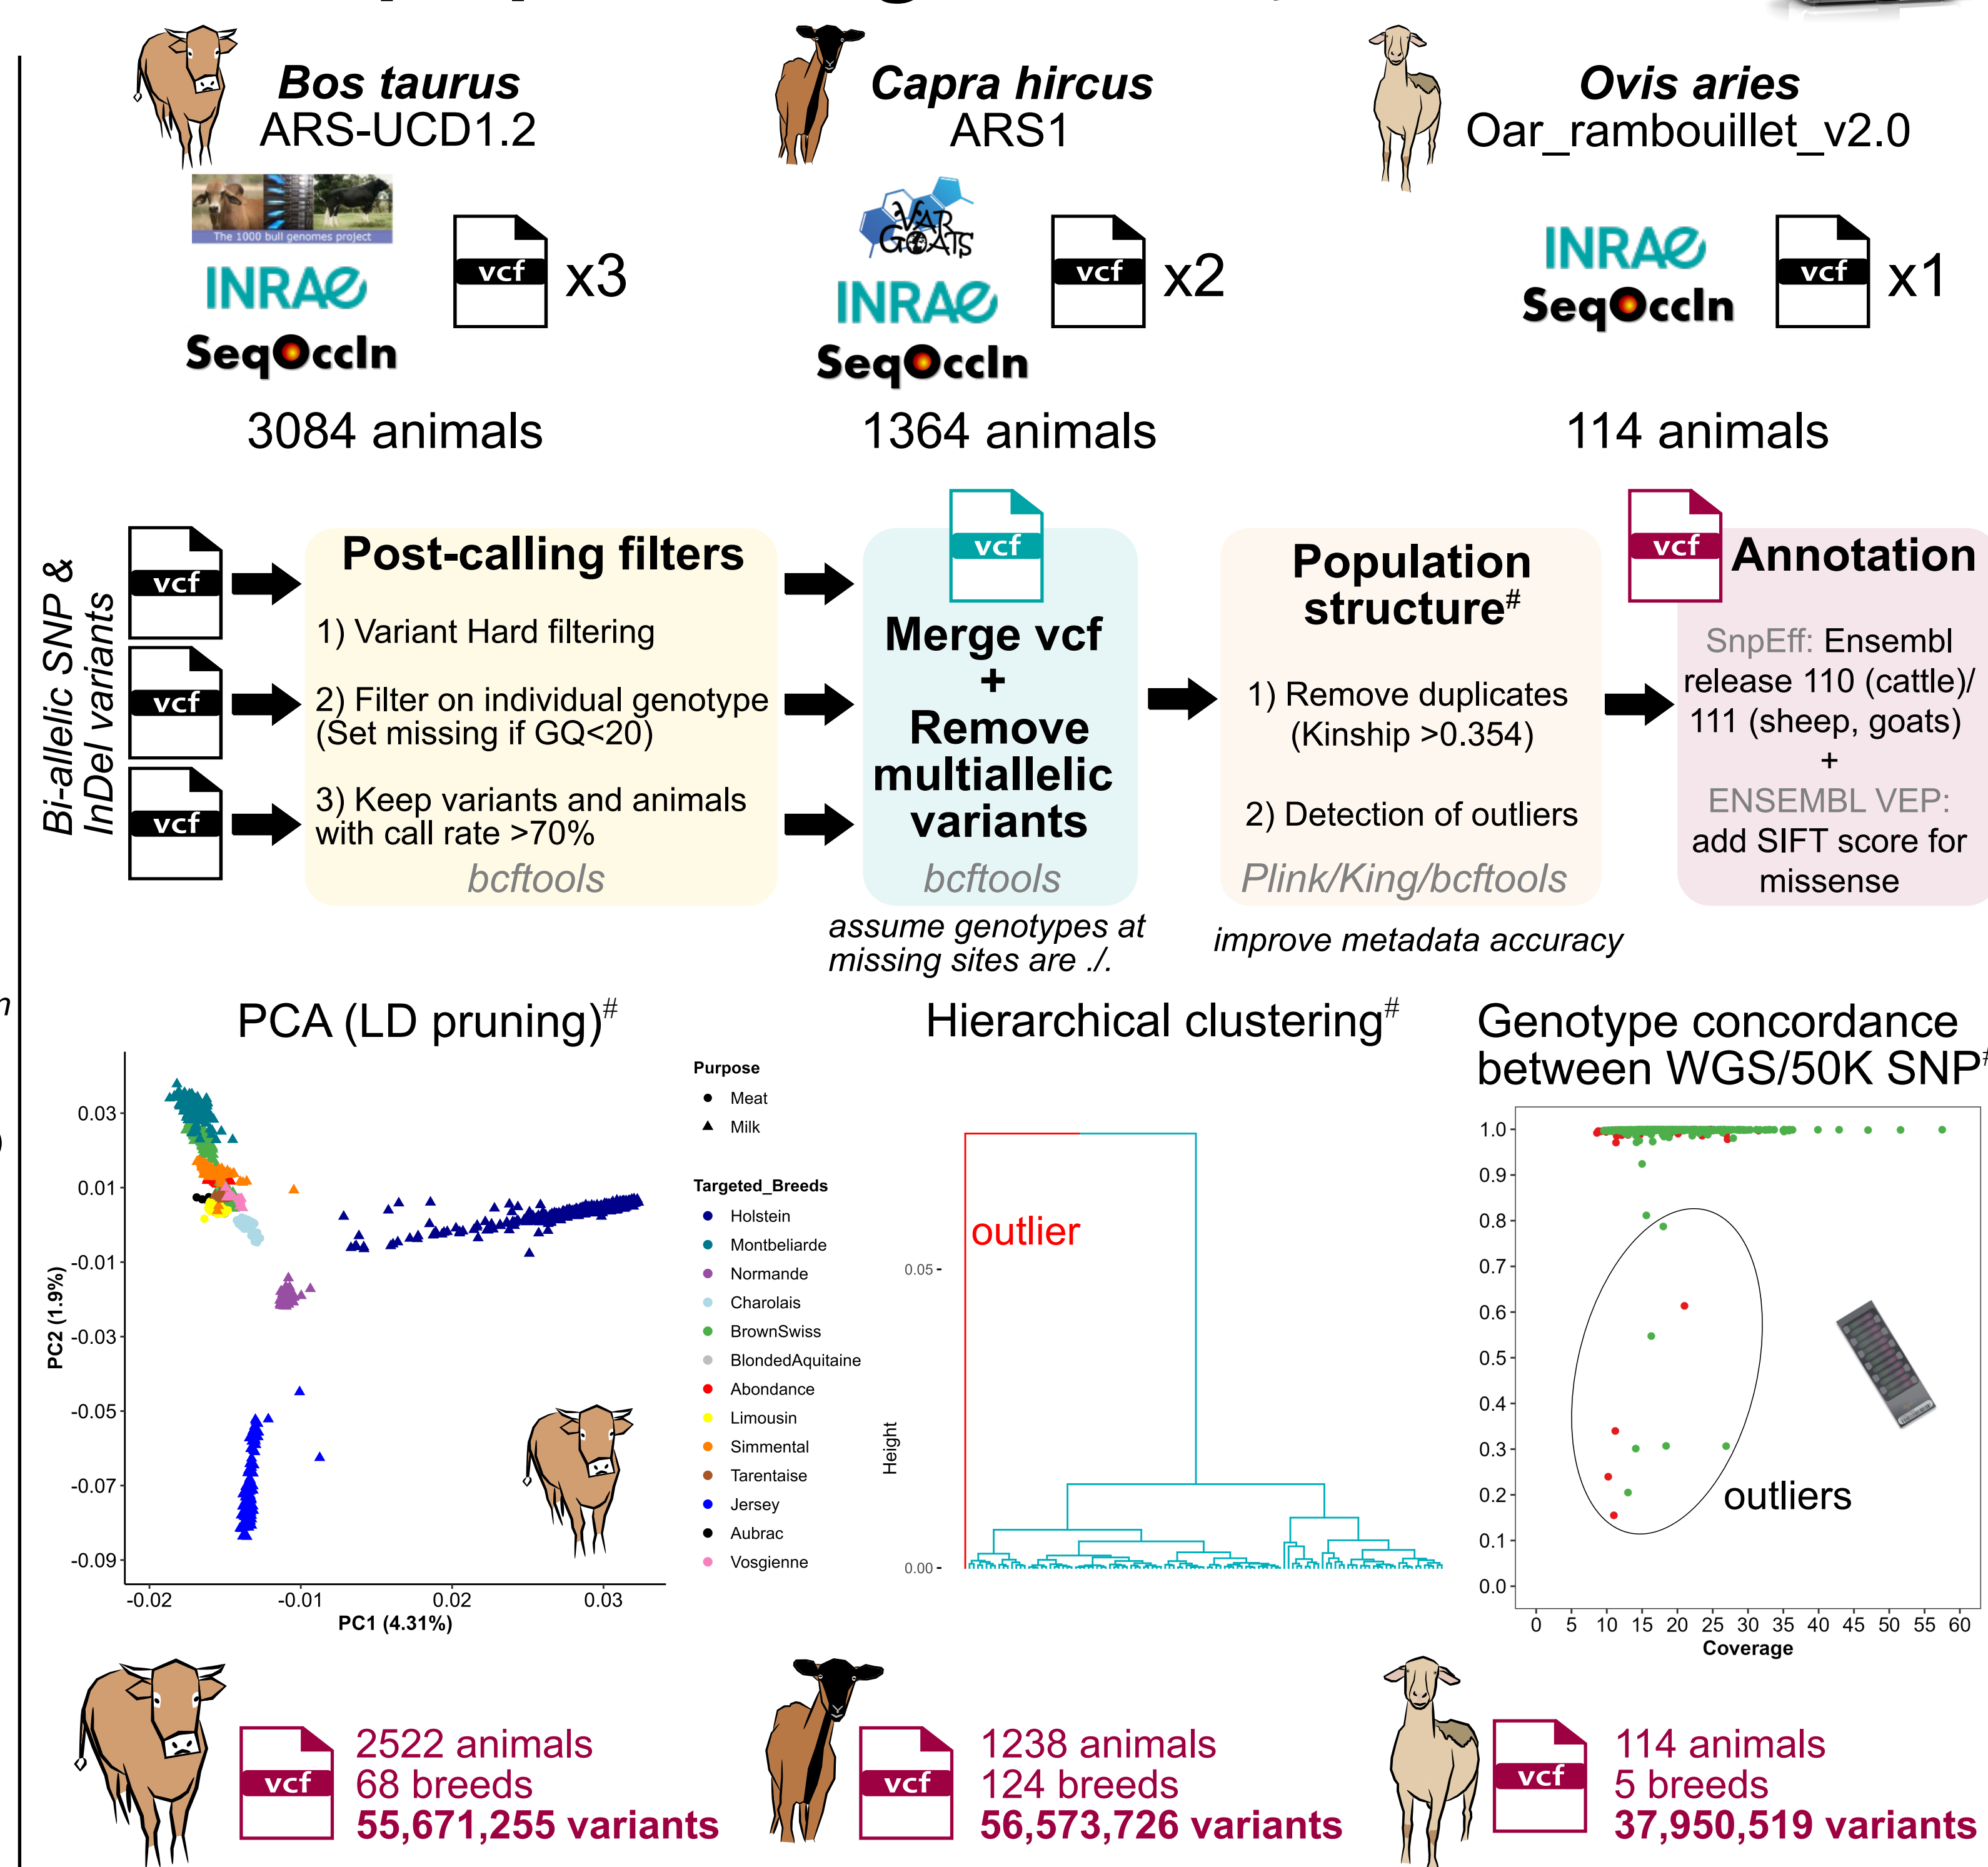 Bos taurus
ARS-UCD1.2
The 1000 bull genomes project
INRAE
SeqOccIn
vcf
x3
3084 animals
Capra hircus
ARS1
VAR
GOATS
INRAE
SeqOccIn
vcf
x2
1364 animals
Ovis aries
Oar_rambouillet_v2.0
INRAE
SeqOccIn
vcf
x1
114 animals
Bi-allelic SNP &
InDel variants
vcf
vcf
vcf
Post-calling filters
1) Variant Hard filtering
2) Filter on individual genotype
(Set missing if GQ<20)
3) Keep variants and animals
with call rate >70%
bcftools
vcf
Merge vcf
+
Remove
multiallelic
variants
bcftools
assume genotypes at
missing sites are ./.
Population
structure#
1) Remove duplicates
(Kinship >0.354)
2) Detection of outliers
Plink/King/bcftools
improve metadata accuracy
vcf
Annotation
SnpEff: Ensembl
release 110 (cattle)/
111 (sheep, goats)
+
ENSEMBL VEP:
add SIFT score for
missense
n
)
PCA (LD pruning)#
0.03
0.01
-0.01
-0.03
-0.05
-0.07
-0.09
PC2 (1.9%)
-0.02 -0.01 0.02 0.03
PC1 (4.31%)
Purpose
Meat
Milk
Targeted_Breeds
Holstein
Montbeliarde
Normande
Charolais
BrownSwiss
BlondedAquitaine
Abondance
Limousin
Simmental
Tarentaise
Jersey
Aubrac
Vosgienne
Hierarchical clustering#
outlier
0.05
0.00
Height
Genotype concordance
between WGS/50K SNP#
1.0
0.9
0.8
0.7
0.6
0.5
0.4
0.3
0.2
0.1
0.0
outliers
0 5 10 15 20 25 30 35 40 45 50 55 60
Coverage
vcf
2522 animals
68 breeds
55,671,255 variants
vcf
1238 animals
124 breeds
56,573,726 variants
vcf
114 animals
5 breeds
37,950,519 variants